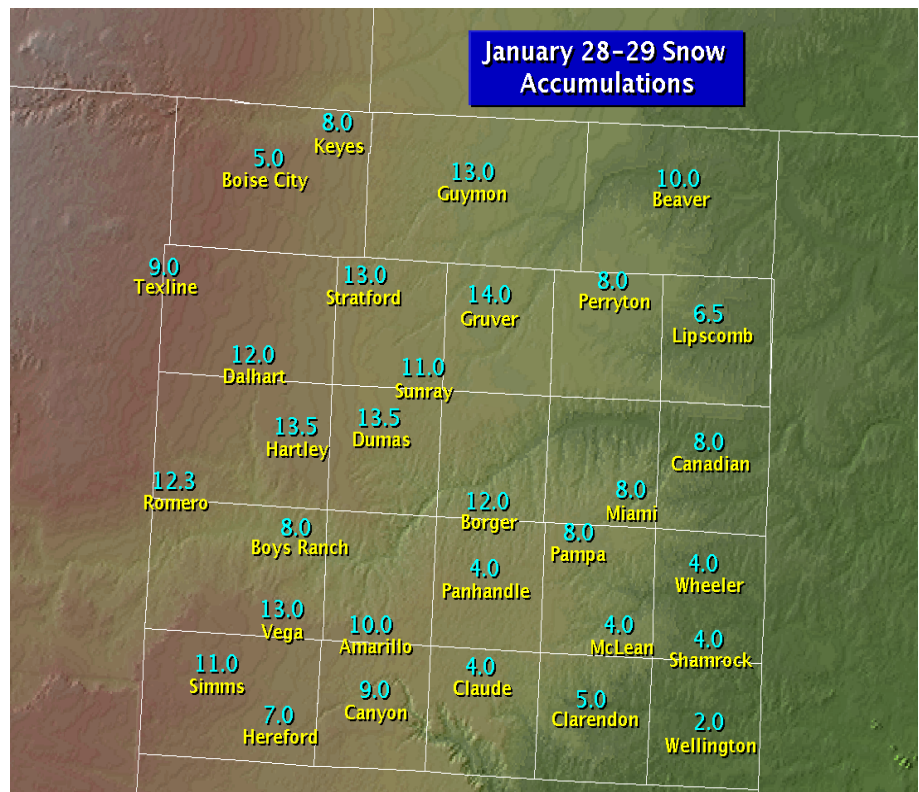 January 28-29 Snow
Accumulations
8.0
Keyes
5.0
Boise City
13.0
Guymon
10.0
Beaver
9.0
Texline
13.0
Stratford
14.0
Gruver
8.0
Perryton
6.5
Lipscomb
12.0
Dalhart
11.0
Sunray
13.5
Hartley
13.5
Dumas
8.0
Canadian
12.3
Romero
12.0
Borger
8.0
Miami
8.0
Boys Ranch
8.0
Pampa
4.0
Panhandle
4.0
Wheeler
13.0
Vega
10.0
Amarillo
4.0
McLean
4.0
Shamrock
11.0
Simms
9.0
Canyon
4.0
Claude
5.0
Clarendon
7.0
Hereford
2.0
Wellington